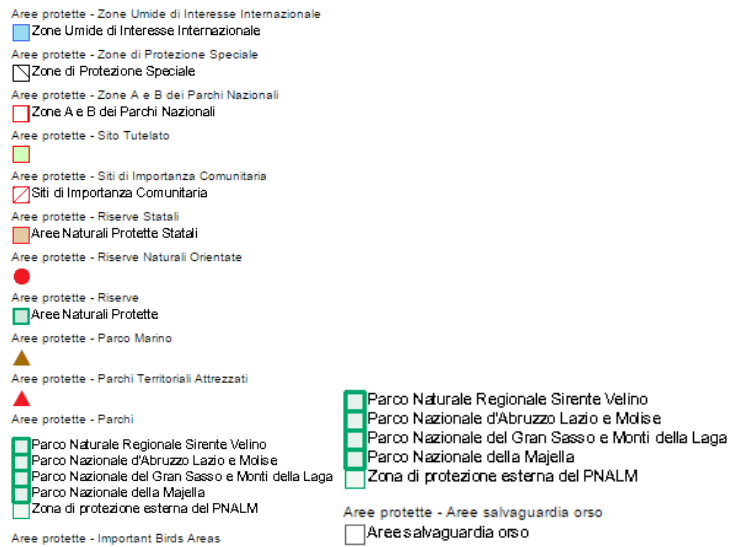 Aree protette - Zone Umide di Interesse Internazionale
Zone Umide di Interesse Internazionale
Aree protette - Zone di Protezione Speciale
Zone di Protezione Speciale
Aree protette - Zone A e B dei Parchi Nazionali
Zone A e B dei Parchi Nazionali
Aree protette - Sito Tutelato
Aree protette - Siti di Importanza Comunitaria
Siti di Importanza Comunitaria
Aree protette - Riserve Statali
Aree Naturali Protette Statali
Aree protette - Riserve Naturali Orientate
Aree protette - Riserve
Aree Naturali Protette
Aree protette - Parco Marino
Aree protette - Parchi Territoriali Attrezzati
Aree protette - Parchi
Parco Naturale Regionale Sirente Velino
Parco Nazionale d'Abruzzo Lazio e Molise
Parco Nazionale del Gran Sasso e Monti della Laga
Parco Nazionale della Majella
Zona di protezione esterna del PNALM
Aree protette - Important Birds Areas
Parco Naturale Regionale Sirente Velino
Parco Nazionale d'Abruzzo Lazio e Molise
Parco Nazionale del Gran Sasso e Monti della Laga
Parco Nazionale della Majella
Zona di protezione esterna del PNALM
Aree protette - Aree salvaguardia orso
Aree salvaguardia orso